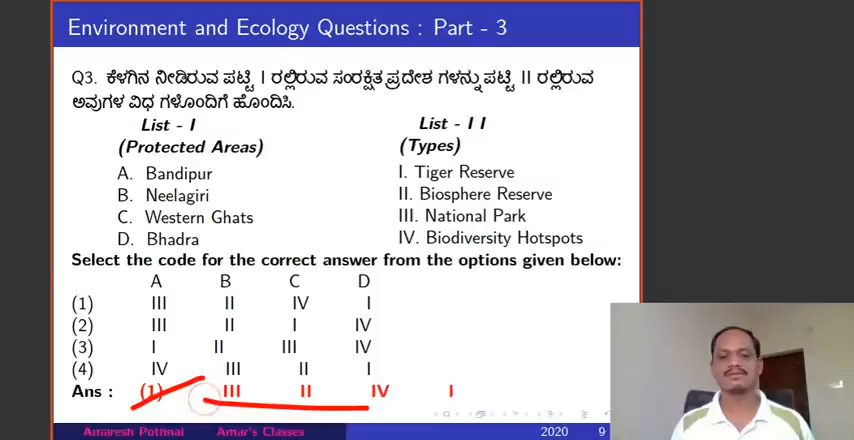 Environment and Ecology Questions : Part - 3
Q3. ಕೆಳಗಿನ ನೀಡಿರುವ ಪಟ್ಟಿ I ರಲ್ಲಿರುವ ಸಂರಕ್ಷಿತ ಪ್ರದೇಶ ಗಳನ್ನು ಪಟ್ಟಿ II ರಲ್ಲಿರುವ
ಅವುಗಳ ವಿಧ ಗಳೊಂದಿಗೆ ಹೊಂದಿಸಿ.
List - I List - I I
(Protected Areas) (Types)
A. Bandipur I. Tiger Reserve
B. Neelagiri II. Biosphere Reserve
C. Western Ghats III. National Park
D. Bhadra IV. Biodiversity Hotspots
Select the code for the correct answer from the options given below:
A B C D
(1) III II IV I
(2) III II I IV
(3) I II III IV
(4) IV III II I
Ans : (1) III II IV I
Amaresh Pothnal Amar's Classes 2020 9